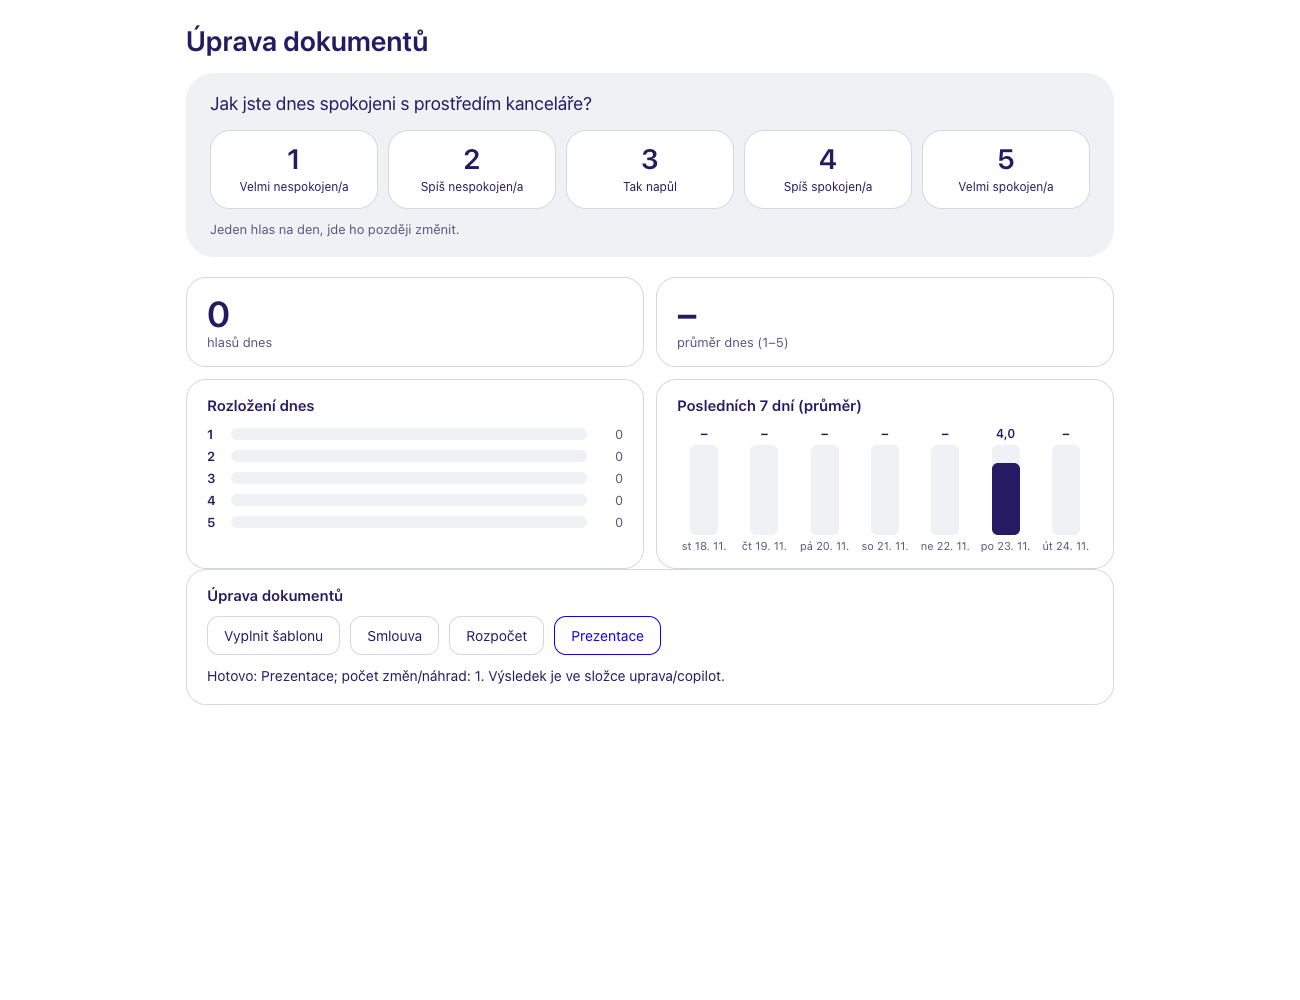 Úprava dokumentů
Jak jste dnes spokojeni s prostředím kanceláře?
1
Velmi nespokojen/a
2
Spíš nespokojen/a
3
Tak napůl
4
Spíš spokojen/a
5
Velmi spokojen/a
Jeden hlas na den, jde ho později změnit.
0
hlasů dnes
–
průměr dnes (1–5)
Rozložení dnes
1 0
2 0
3 0
4 0
5 0
Posledních 7 dní (průměr)
– – – – – 4,0 –
st 18. 11. čt 19. 11. pá 20. 11. so 21. 11. ne 22. 11. po 23. 11. út 24. 11.
Úprava dokumentů
Vyplnit šablonu Smlouva Rozpočet Prezentace
Hotovo: Prezentace; počet změn/náhrad: 1. Výsledek je ve složce uprava/copilot.